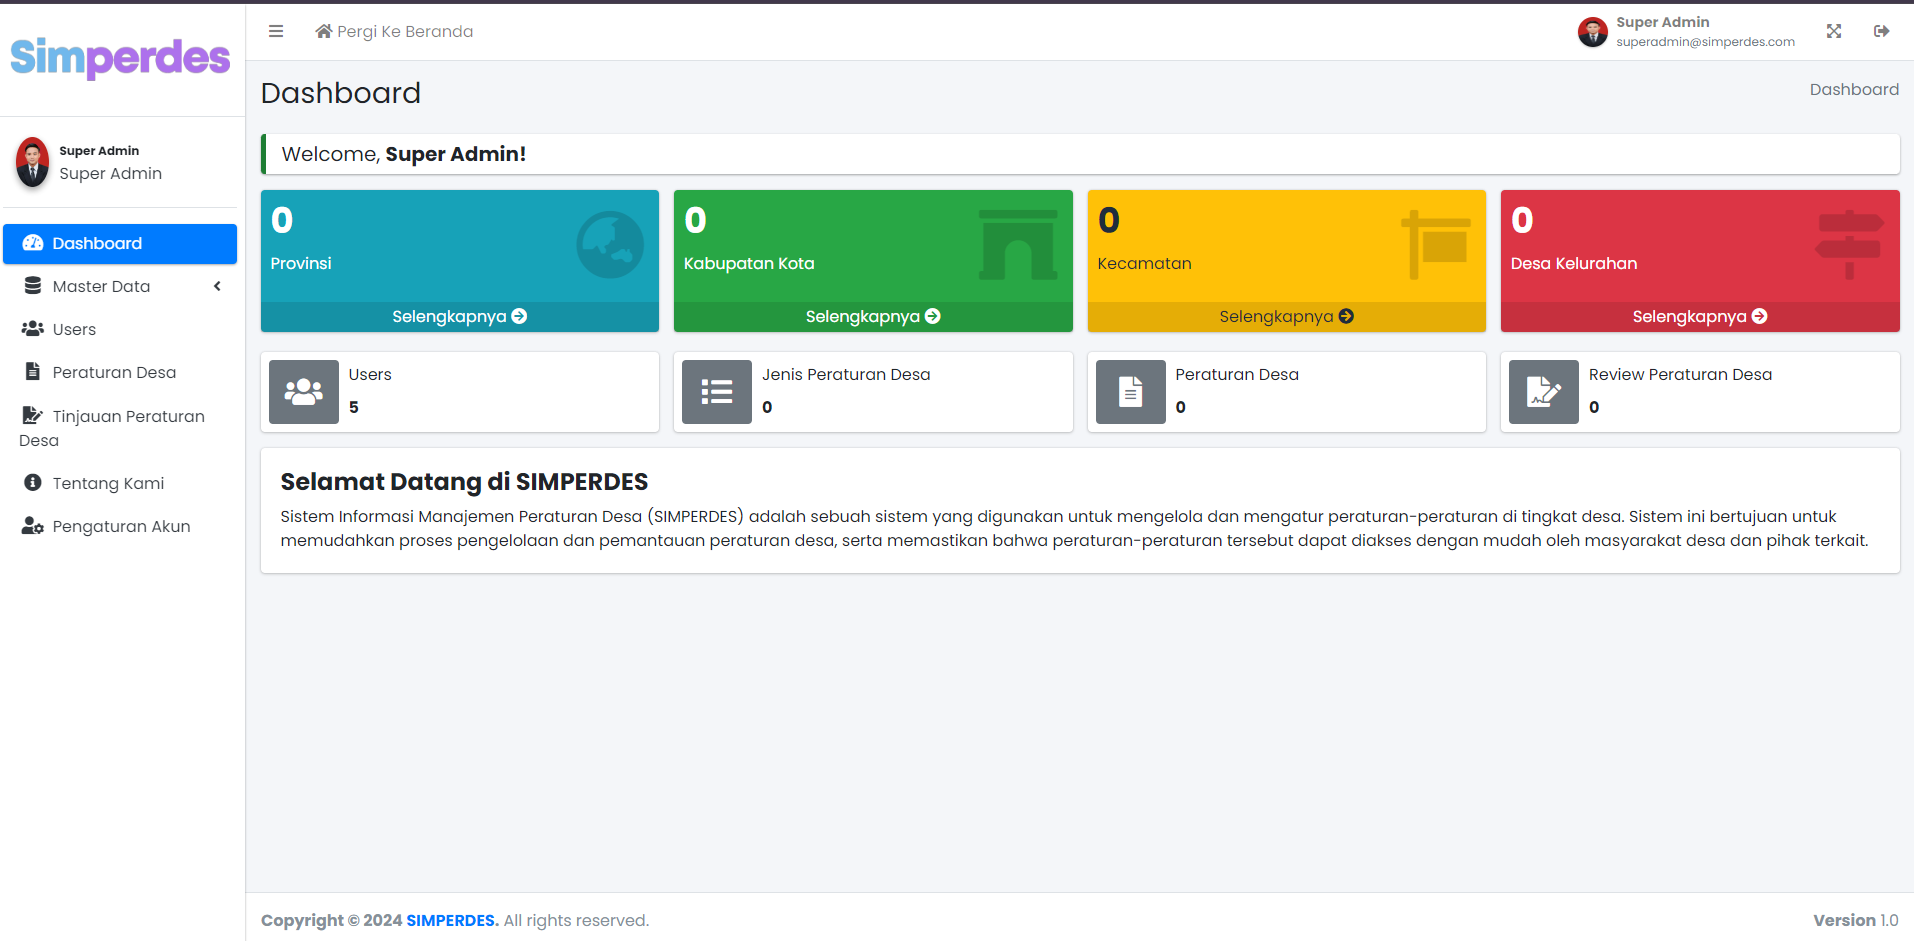 Simperdes
Pergi Ke Beranda
Super Admin
superadmin@simperdes.com
Super Admin
Super Admin
Dashboard
Master Data
Users
Peraturan Desa
Tinjauan Peraturan
Desa
Tentang Kami
Pengaturan Akun
Dashboard
Dashboard
Welcome, Super Admin!
0
Provinsi
Selengkapnya
0
Kabupatan Kota
Selengkapnya
0
Kecamatan
Selengkapnya
0
Desa Kelurahan
Selengkapnya
Users
5
Jenis Peraturan Desa
0
Peraturan Desa
0
Review Peraturan Desa
0
Selamat Datang di SIMPERDES
Sistem Informasi Manajemen Peraturan Desa (SIMPERDES) adalah sebuah sistem yang digunakan untuk mengelola dan mengatur peraturan-peraturan di tingkat desa. Sistem ini bertujuan untuk
memudahkan proses pengelolaan dan pemantauan peraturan desa, serta memastikan bahwa peraturan-peraturan tersebut dapat diakses dengan mudah oleh masyarakat desa dan pihak terkait.
Copyright © 2024 SIMPERDES. All rights reserved.
Version 1.0